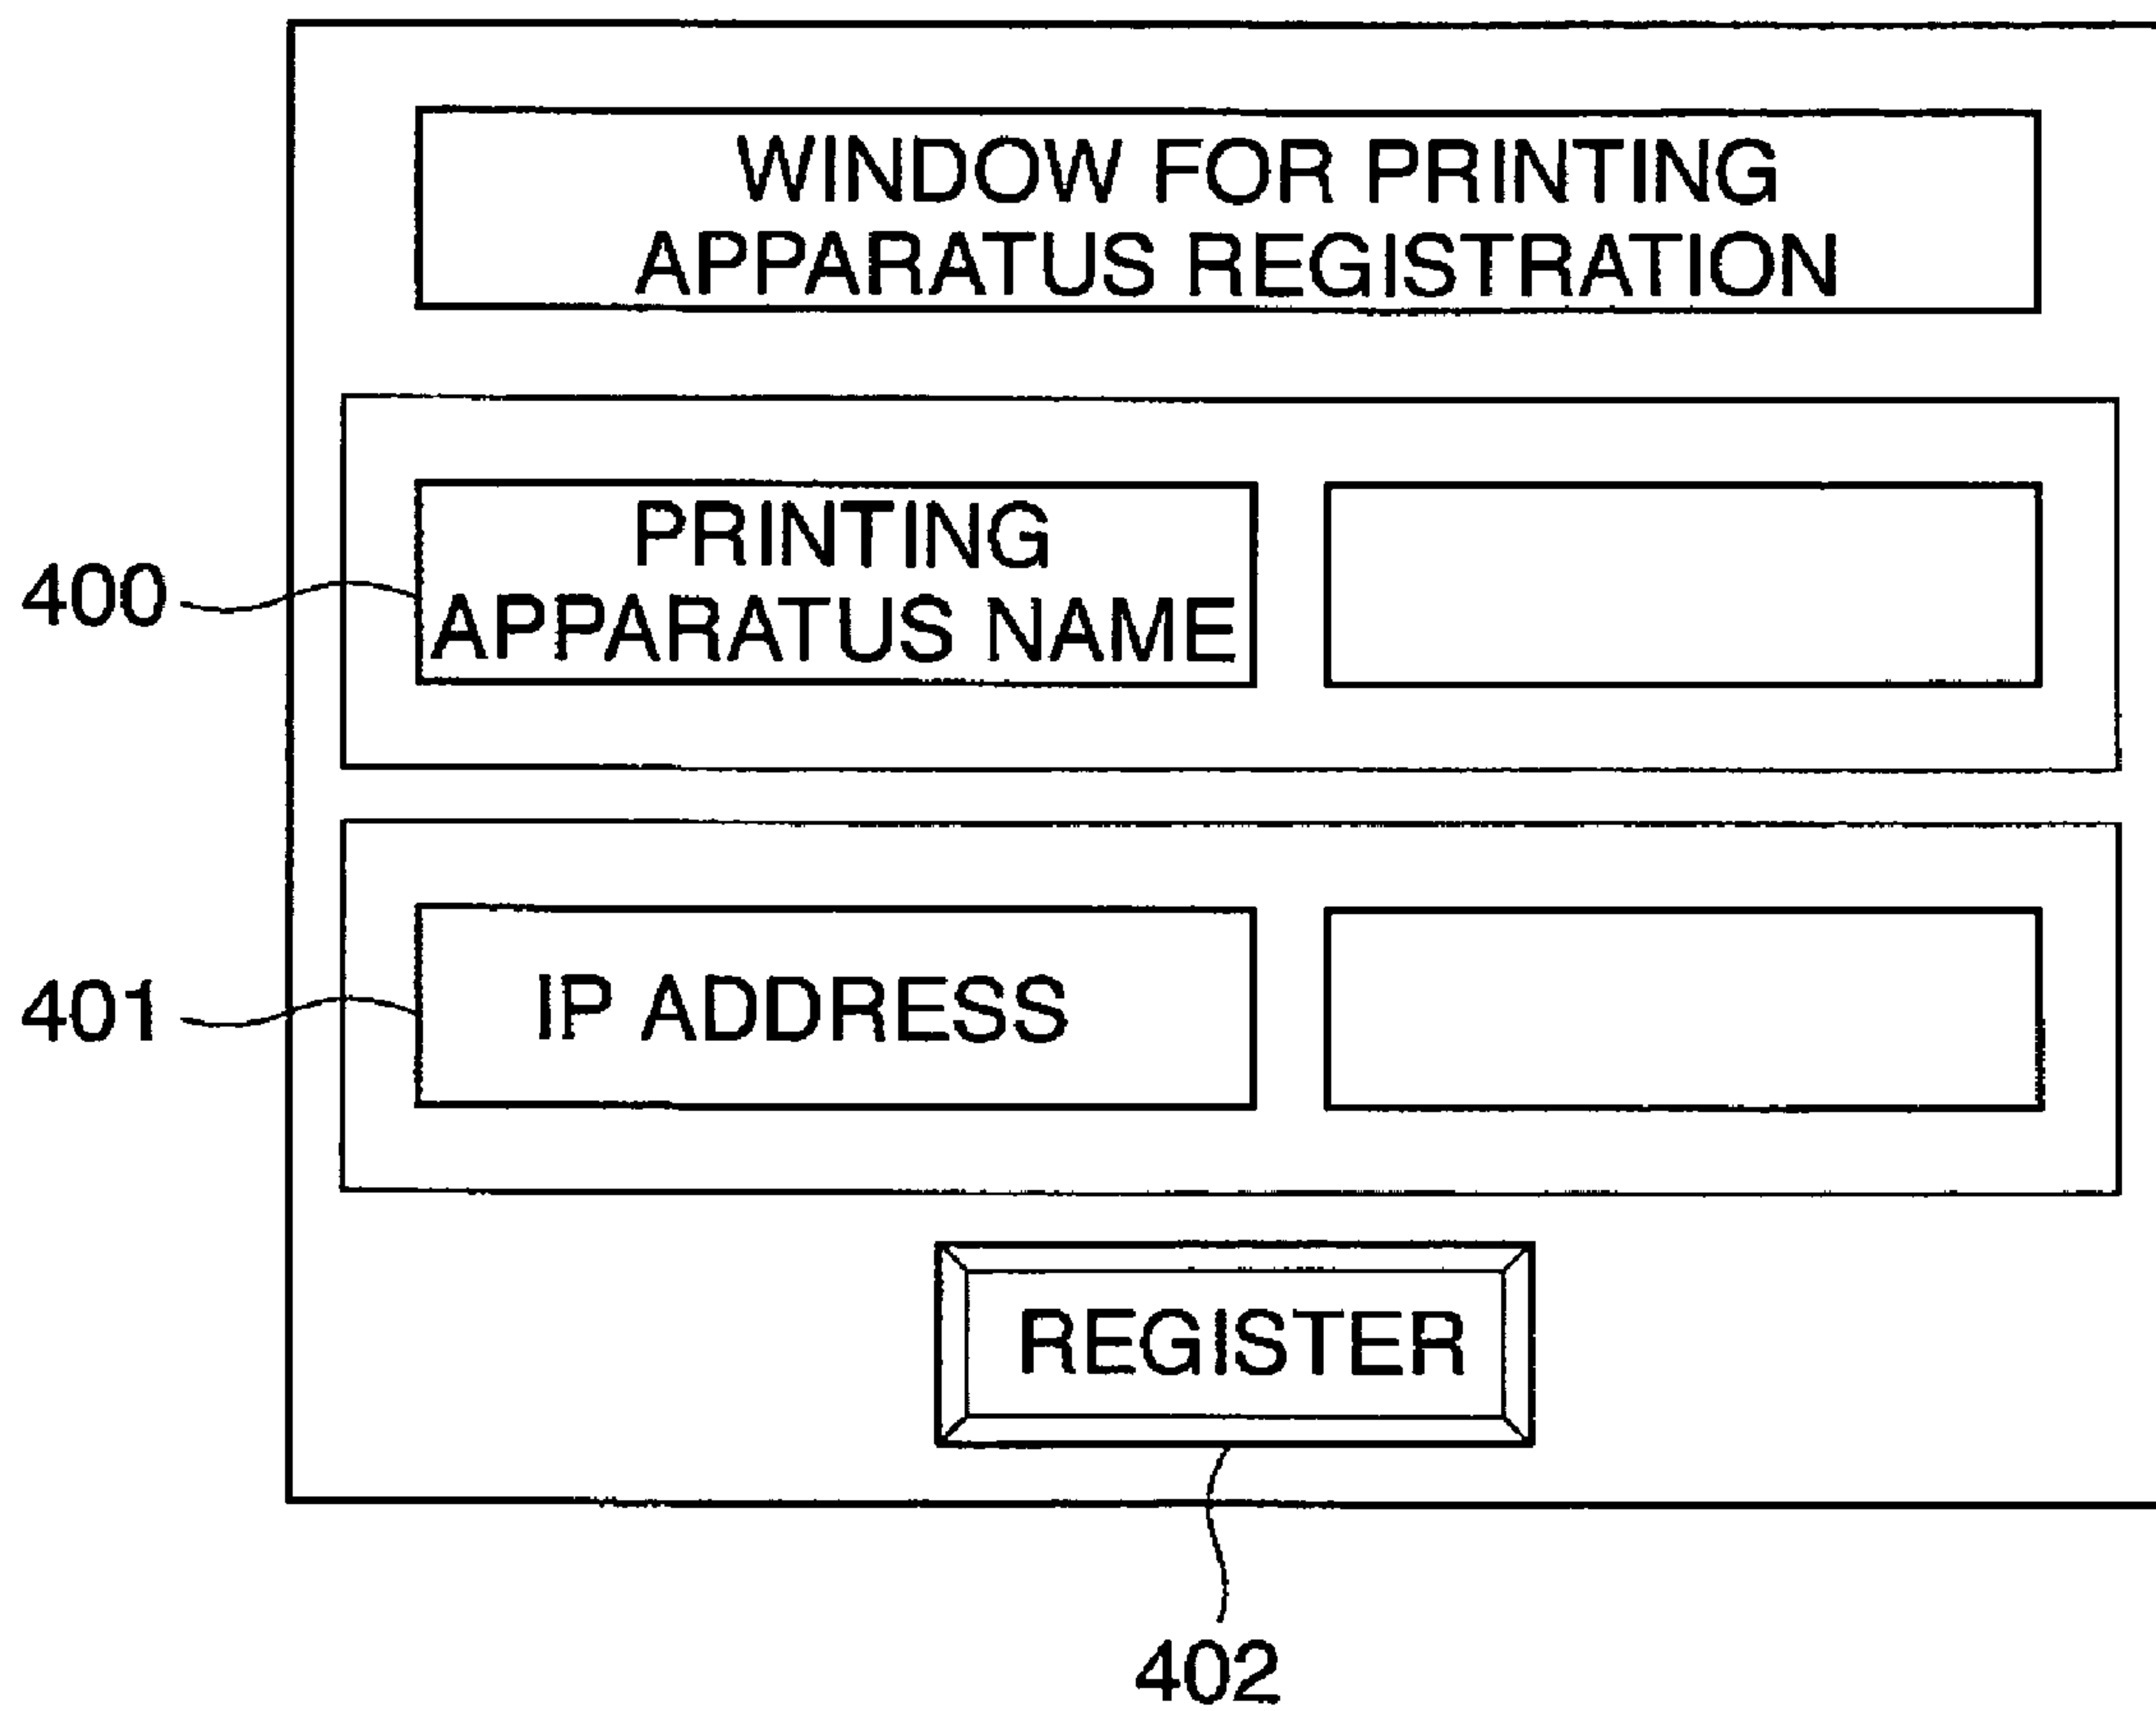 WINDOW FOR PRINTING
APPARATUS REGISTRATION
PRINTING
400
APPARATUS NAME
401
IP ADDRESS
REGISTER
402